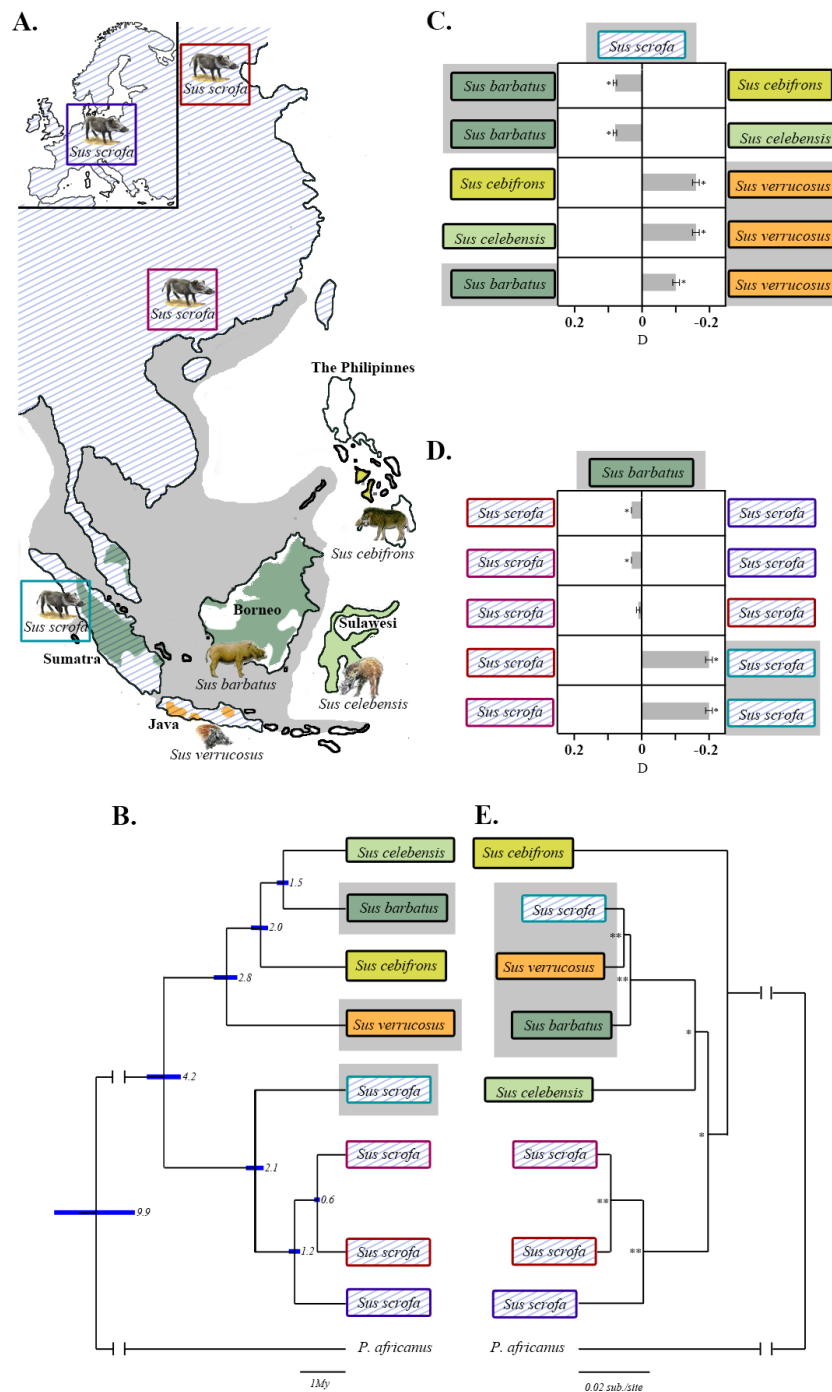 A.
Sus scrofa
Sus scrofa
Sus scrofa
The Philipinnes
Sus cebifrons
Sus scrofa
Sumatra
Borneo
Sus barbatus
Sulawesi
Sus celebensis
Java
Sus verrucosus
C.
Sus scrofa
Sus barbatus
*
Sus cebifrons
Sus barbatus
*
Sus celebensis
Sus cebifrons
*
Sus verrucosus
Sus celebensis
*
Sus verrucosus
Sus barbatus
*
Sus verrucosus
0.2 0 -0.2
D
D.
Sus barbatus
Sus scrofa
*
Sus scrofa
Sus scrofa
*
Sus scrofa
Sus scrofa
Sus scrofa
Sus scrofa
*
Sus scrofa
Sus scrofa
*
Sus scrofa
0.2 0 -0.2
D
B.
Sus celebensis
1.5
Sus barbatus
2.0
Sus cebifrons
2.8
Sus verrucosus
4.2
Sus scrofa
2.1
Sus scrofa
0.6
9.9
Sus scrofa
1.2
Sus scrofa
P. africanus
1My
E.
Sus cebifrons
Sus scrofa
**
Sus verrucosus
**
Sus barbatus
*
Sus celebensis
*
Sus scrofa
**
Sus scrofa
**
Sus scrofa
0.02 sub./site